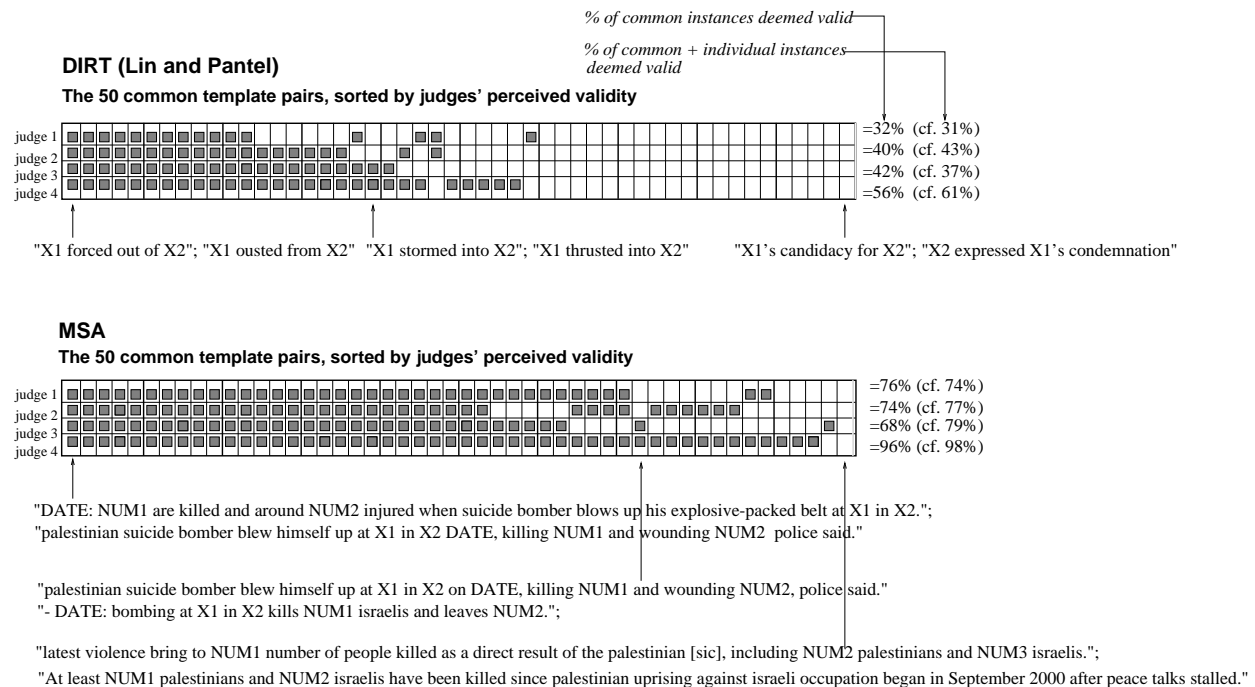 % of common instances deemed valid
% of common + individual instances
deemed valid
DIRT (Lin and Pantel)
The 50 common template pairs, sorted by judges' perceived validity
judge 1 =32% (cf. 31%)
judge 2 =40% (cf. 43%)
judge 3 =42% (cf. 37%)
judge 4 =56% (cf. 61%)
"X1 forced out of X2"; "X1 ousted from X2" "X1 stormed into X2"; "X1 thrusted into X2" "X1's candidacy for X2"; "X2 expressed X1's condemnation"
MSA
The 50 common template pairs, sorted by judges' perceived validity
judge 1 =76% (cf. 74%)
judge 2 =74% (cf. 77%)
judge 3 =68% (cf. 79%)
judge 4 =96% (cf. 98%)
"DATE: NUM1 are killed and around NUM2 injured when suicide bomber blows up his explosive-packed belt at X1 in X2.";
"palestinian suicide bomber blew himself up at X1 in X2 DATE, killing NUM1 and wounding NUM2 police said."
"palestinian suicide bomber blew himself up at X1 in X2 on DATE, killing NUM1 and wounding NUM2, police said."
"- DATE: bombing at X1 in X2 kills NUM1 israelis and leaves NUM2.";
"latest violence bring to NUM1 number of people killed as a direct result of the palestinian [sic], including NUM2 palestinians and NUM3 israelis.";
"At least NUM1 palestinians and NUM2 israelis have been killed since palestinian uprising against israeli occupation began in September 2000 after peace talks stalled."